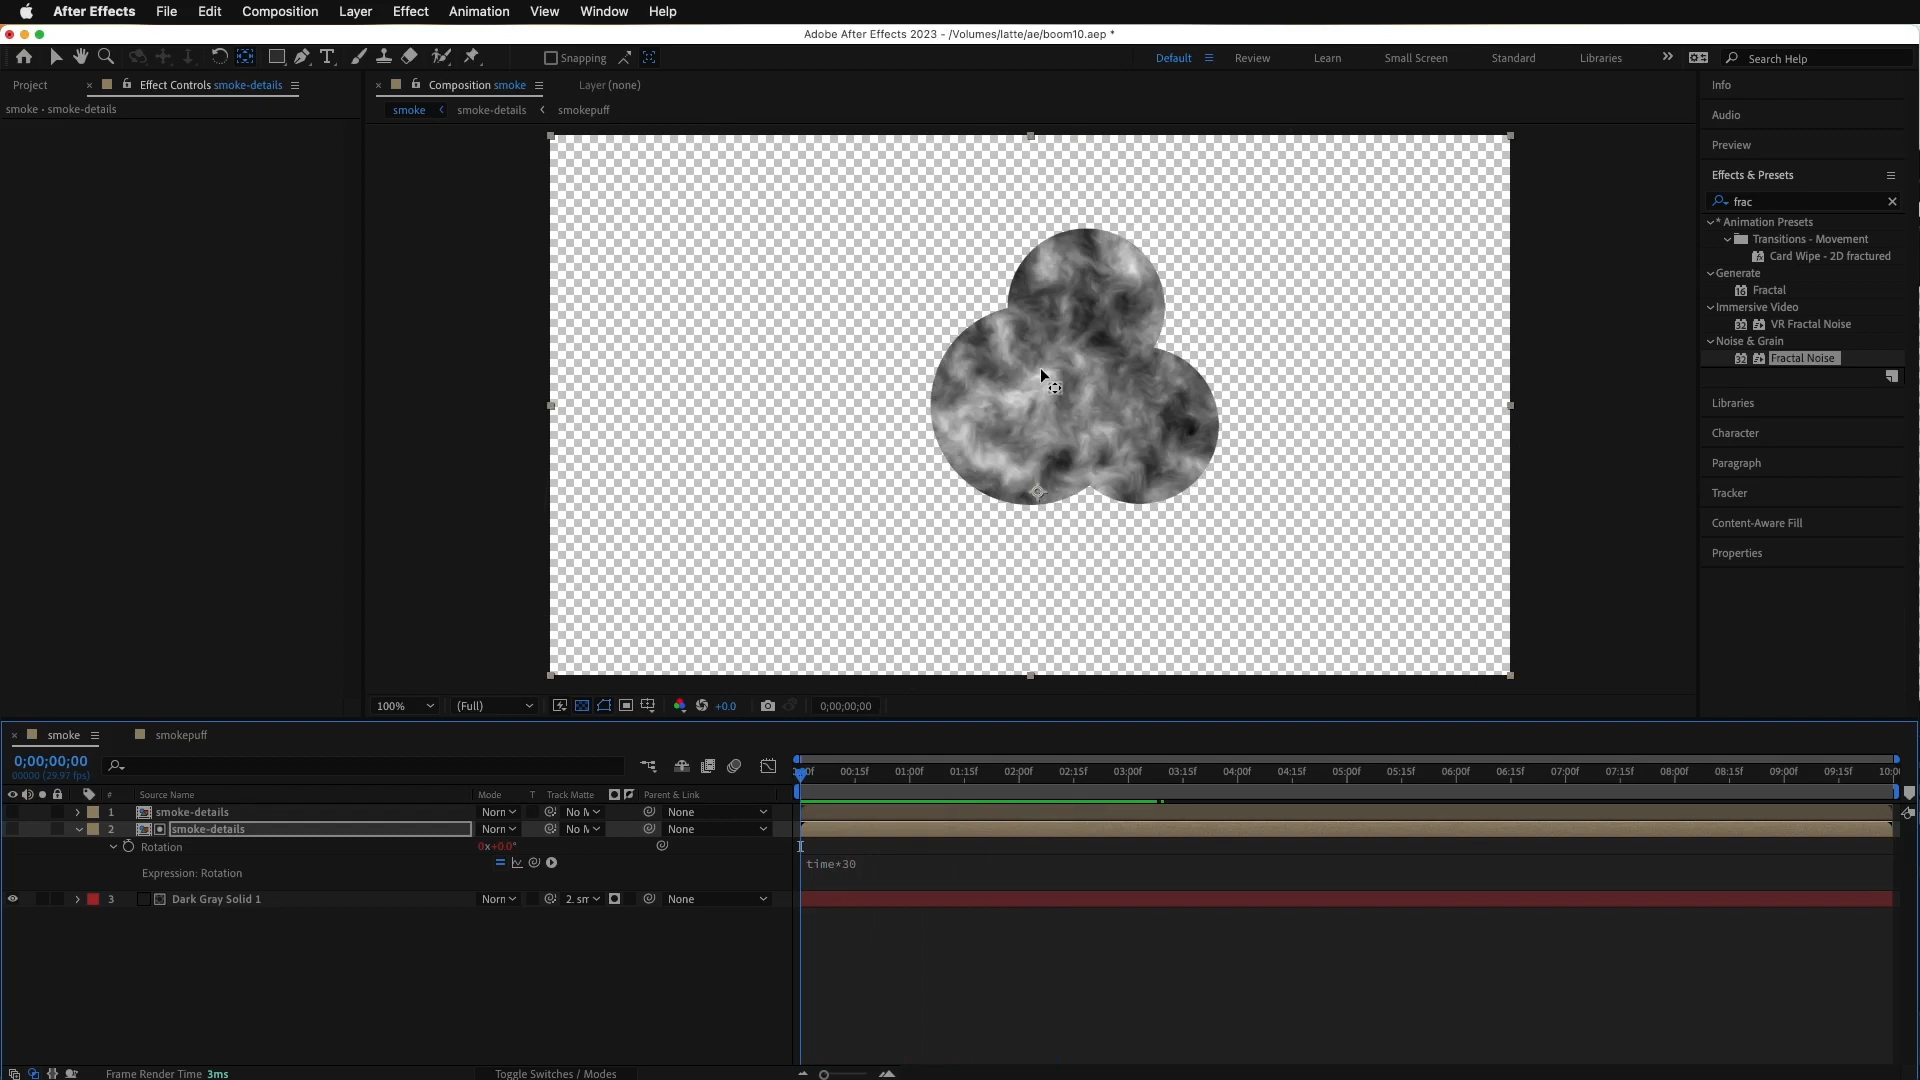 After Effects File Edit Composition Layer Effect Animation View Window Help
Adobe After Effects 2023 - /Volumes/latte/ae/boom10.aep *
Snapping
Default Review Learn Small Screen Standard Libraries Search Help
Project Effect Controls smoke-details
smoke • smoke-details
Composition smoke Layer (none)
smoke smoke-details smokepuff
Info
Audio
Preview
Effects & Presets
frac
* Animation Presets
Transitions - Movement
Card Wipe - 2D fractured
Generate
Fractal
Immersive Video
VR Fractal Noise
Noise & Grain
Fractal Noise
Libraries
Character
Paragraph
Tracker
Content-Aware Fill
Properties
100% (Full) +0.0 0;00;00;00
smoke smokepuff
0;00;00;00
00000 (29.97 fps)
00:15f 01:00f 01:15f 02:00f 02:15f 03:00f 03:15f 04:00f 04:15f 05:00f 05:15f 06:00f 06:15f 07:00f 07:15f 08:00f 08:15f 09:00f 09:15f 10:0
# Source Name Mode T Track Matte Parent & Link
1 smoke-details Norn No M None
2 smoke-details Norn No M None
Rotation 0x+0.0°
time*30
Expression: Rotation
3 Dark Gray Solid 1 Norn 2. sr None
Frame Render Time 3ms Toggle Switches / Modes